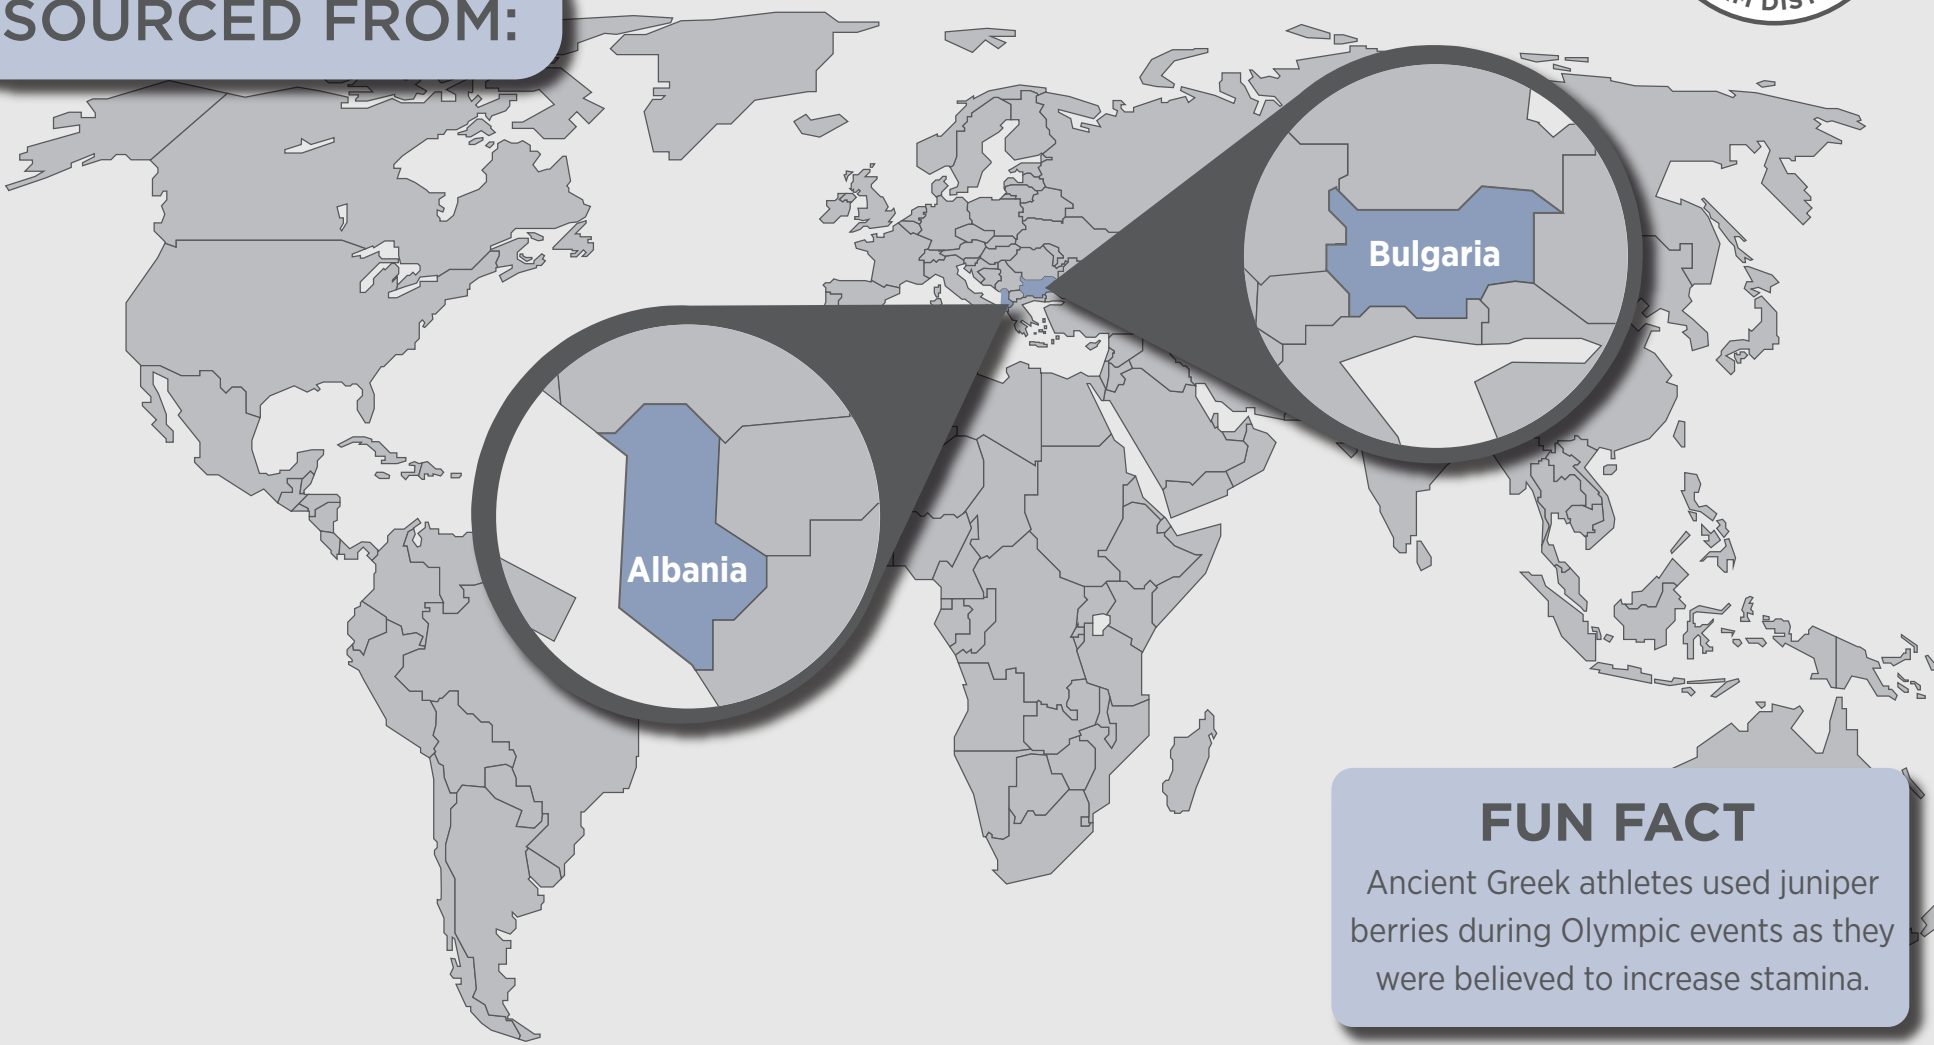 SOURCED FROM:
Bulgaria
Albania
FUN FACT
Ancient Greek athletes used juniper
berries during Olympic events as they
were believed to increase stamina.